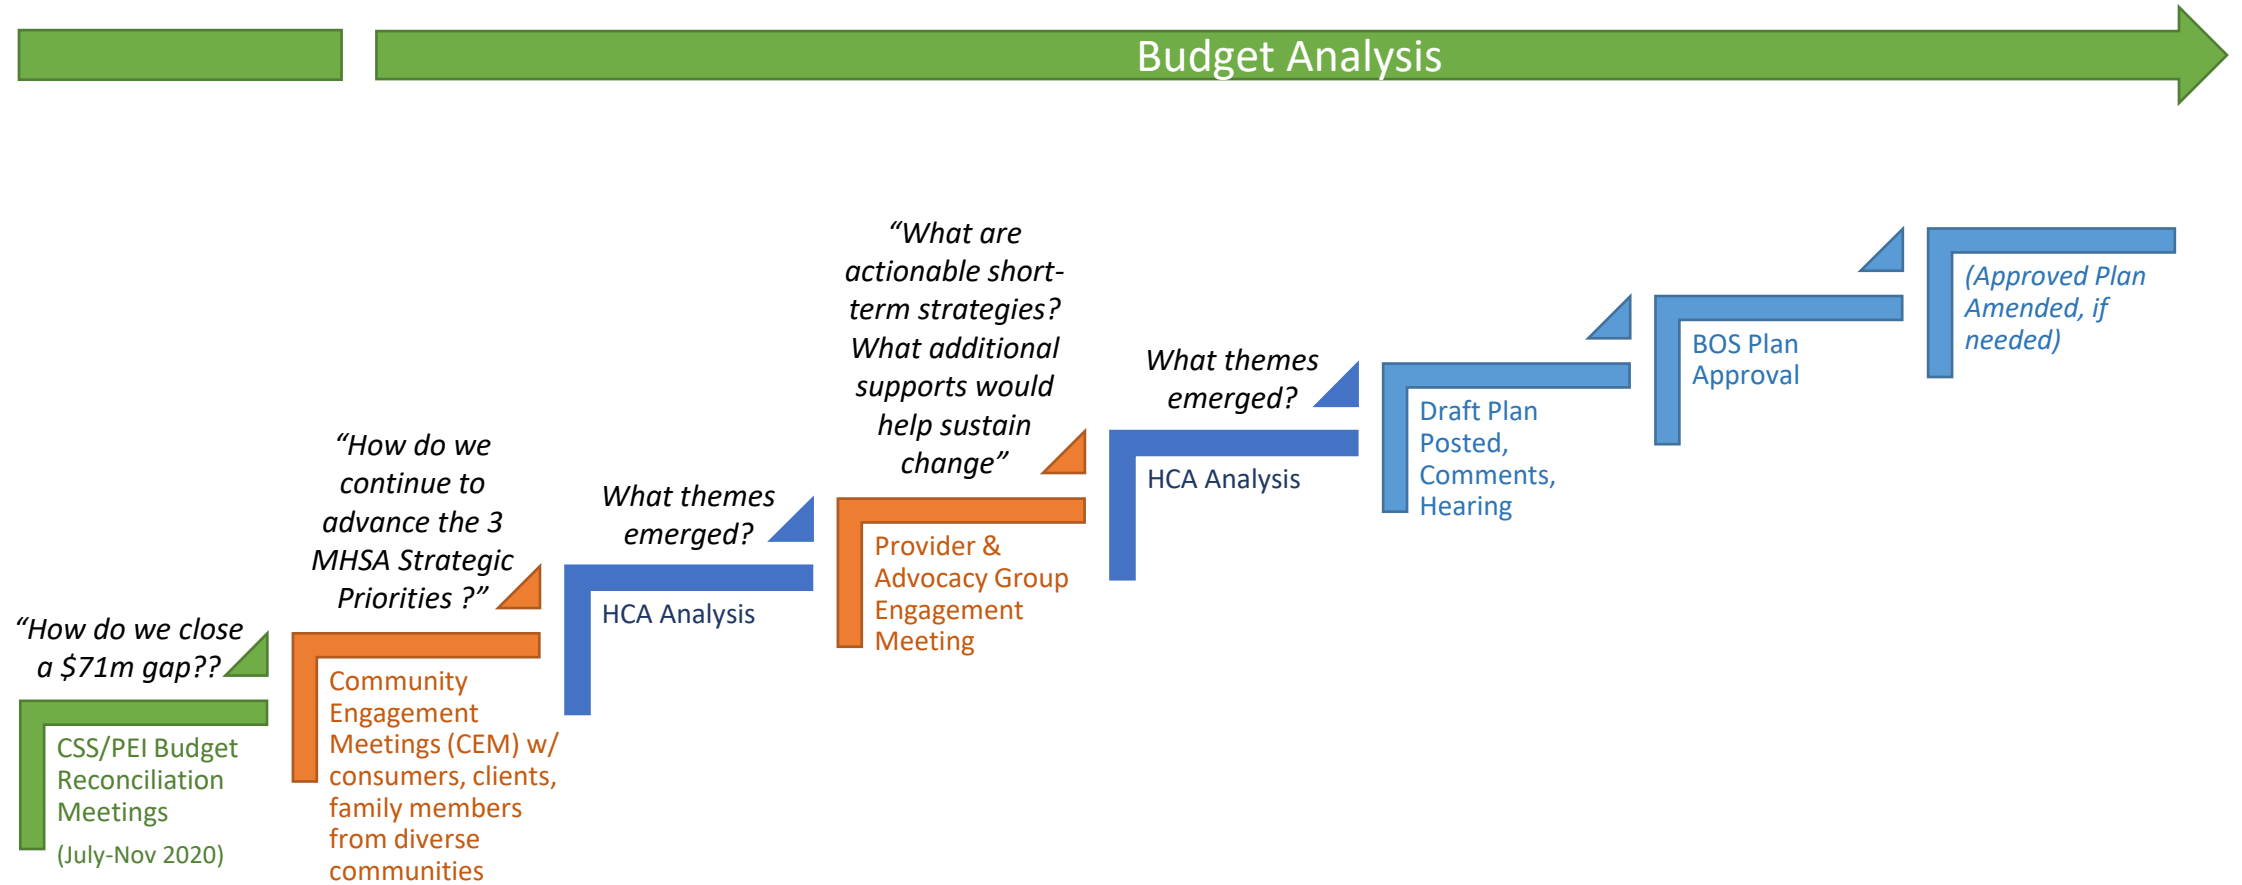 Budget Analysis
“How do we close
a $71m gap??
CSS/PEI Budget
Reconciliation
Meetings
(July-Nov 2020)
“How do we
continue to
advance the 3
MHSA Strategic
Priorities ?”
Community
Engagement
Meetings (CEM) w/
consumers, clients,
family members
from diverse
communities
What themes
emerged?
HCA Analysis
“What are
actionable short-
term strategies?
What additional
supports would
help sustain
change”
Provider &
Advocacy Group
Engagement
Meeting
What themes
emerged?
HCA Analysis
Draft Plan
Posted,
Comments,
Hearing
BOS Plan
Approval
(Approved Plan
Amended, if
needed)